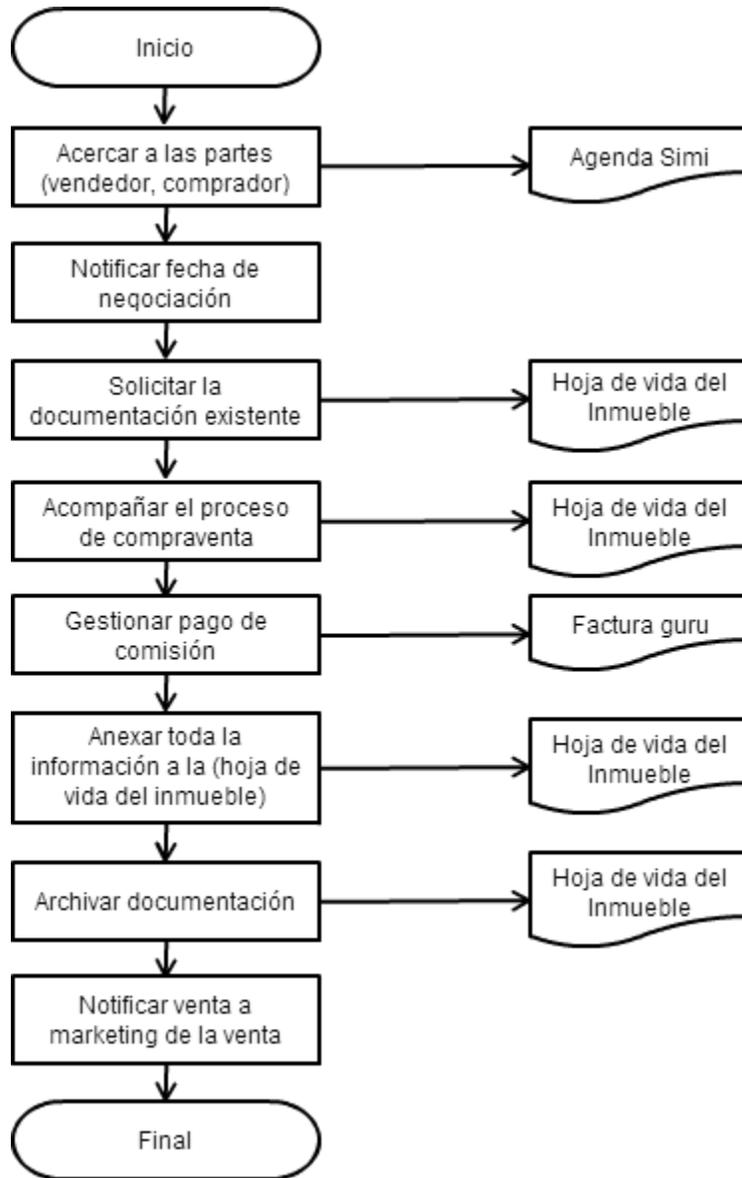 Inicio
Acercar a las partes
(vendedor, comprador)
Agenda Simi
Notificar fecha de
neqociación
Solicitar la
documentación existente
Hoja de vida del
Inmueble
Acompañar el proceso
de compraventa
Hoja de vida del
Inmueble
Gestionar pago de
comisión
Factura guru
Anexar toda la
información a la (hoja de
vida del inmueble)
Hoja de vida del
Inmueble
Archivar documentación
Hoja de vida del
Inmueble
Notificar venta a
marketing de la venta
Final